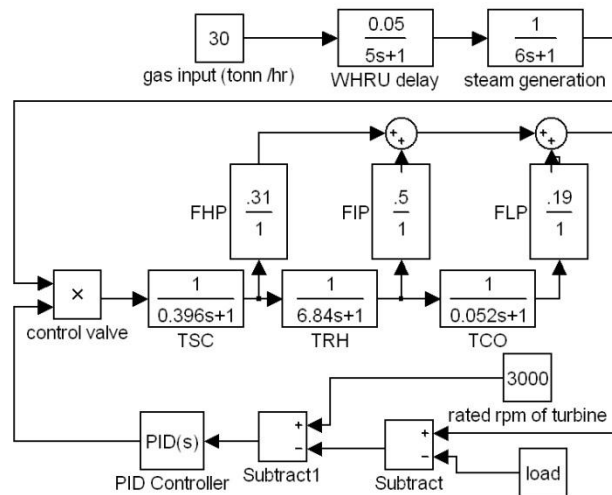 30
gas input (tonn /hr)
0.05
5s+1
WHRU delay
1
6s+1
steam generation
+
+
+
+
FHP
.31
1
FIP
.5
1
FLP
.19
1
×
control valve
1
0.396s+1
TSC
1
6.84s+1
TRH
1
0.052s+1
TCO
3000
rated rpm of turbine
PID(s)
PID Controller
+
−
Subtract1
+
−
Subtract
load